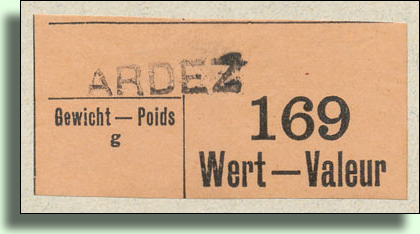 ARDEZ
Gewicht — Poids
g
169
Wert — Valeur